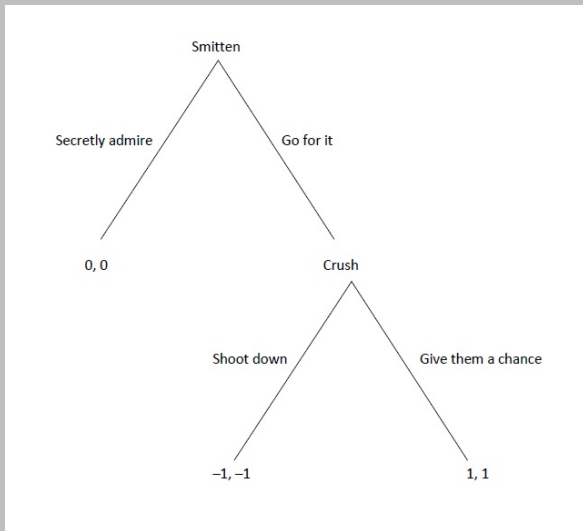 Smitten
Secretly admire
Go for it
0, 0
Crush
Shoot down
Give them a chance
–1, –1
1, 1